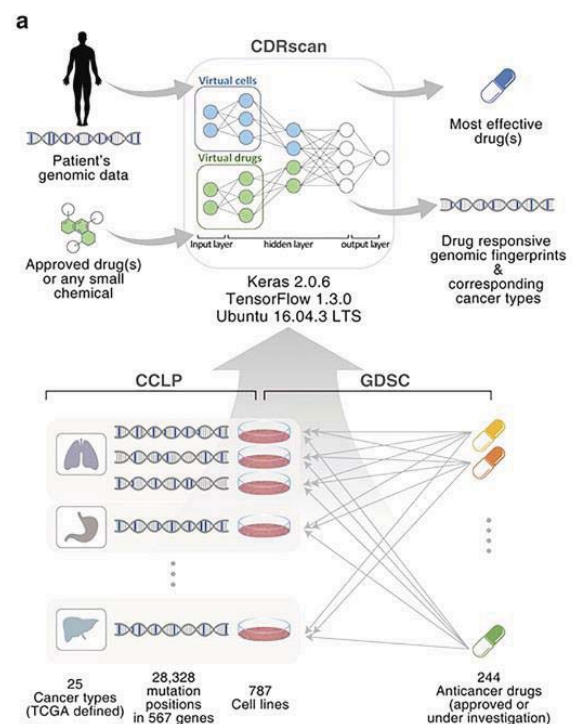 a
CDRscan
Virtual cells
Virtual drugs
Input layer
hidden layer
output layer
Patient's
genomic data
Approved drug(s)
or any small
chemical
Most effective
drug(s)
Drug responsive
genomic fingerprints
&
corresponding
cancer types
Keras 2.0.6
TensorFlow 1.3.0
Ubuntu 16.04.3 LTS
CCLP
GDSC
25
Cancer types
(TCGA defined)
28,328
mutation
positions
in 567 genes
787
Cell lines
244
Anticancer drugs
(approved or
under investigation)